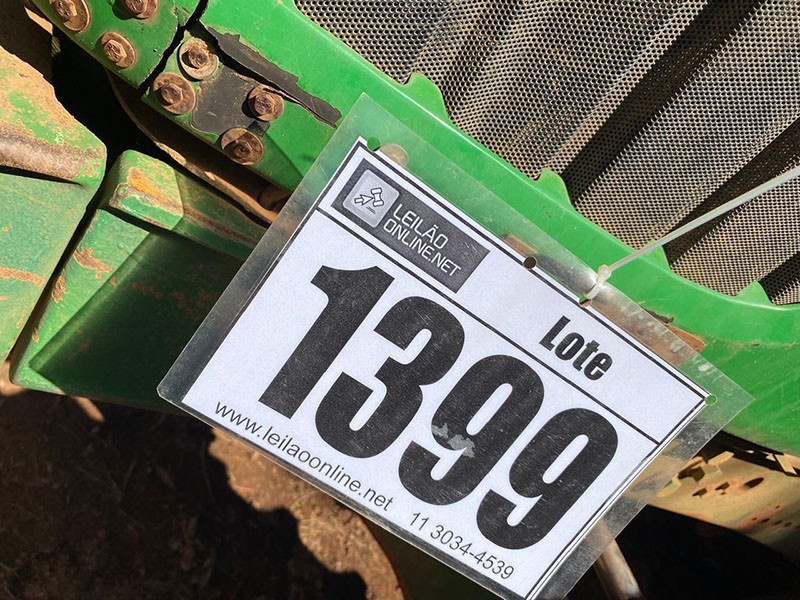 LEILÃO
ONLINE.NET
Lote
1399
www.leilaoonline.net 11 3034-4539